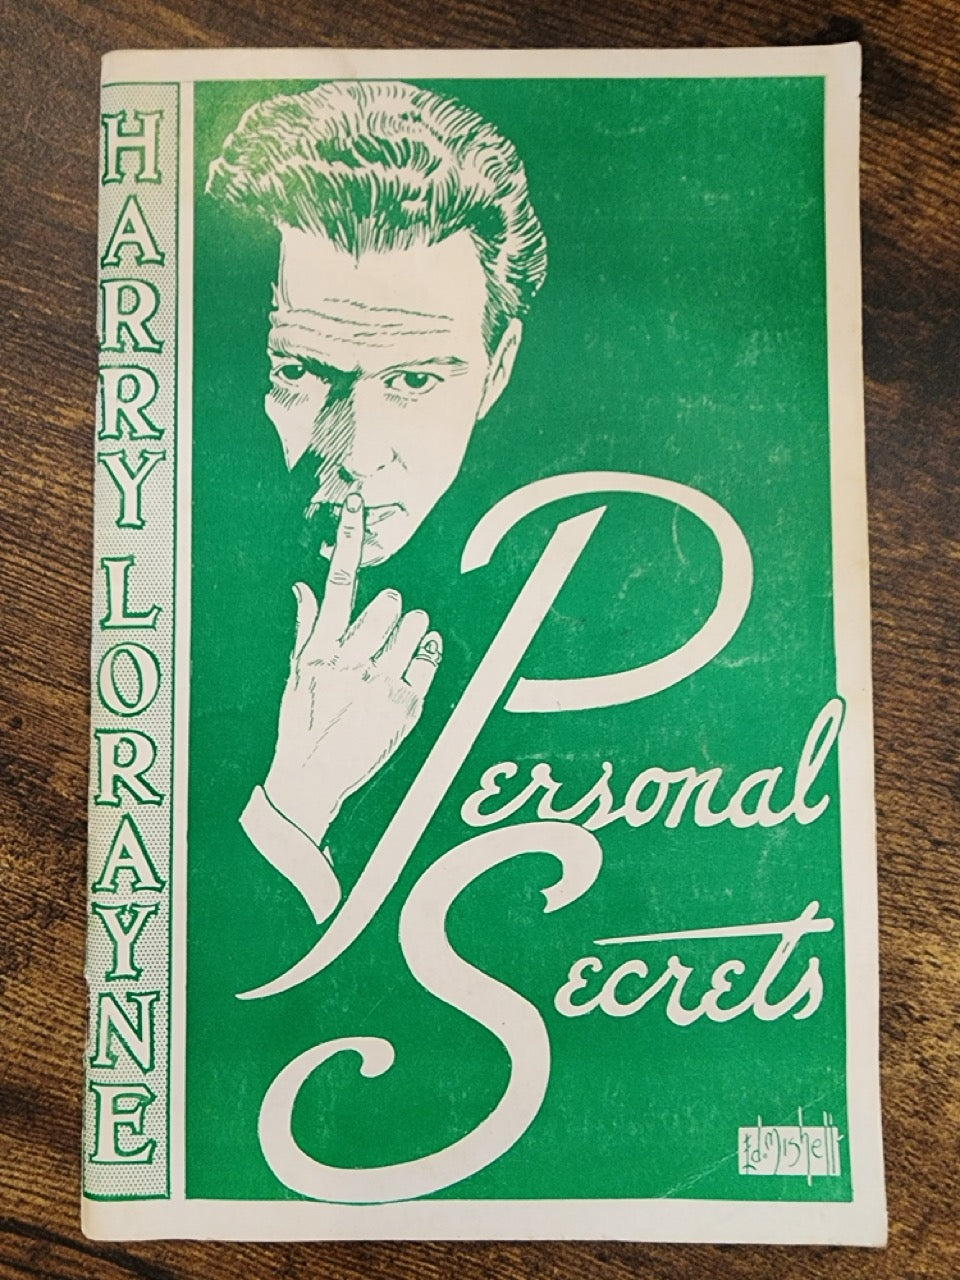 HARRY LORAYNE
Personal
Secrets
Ed. Mishell